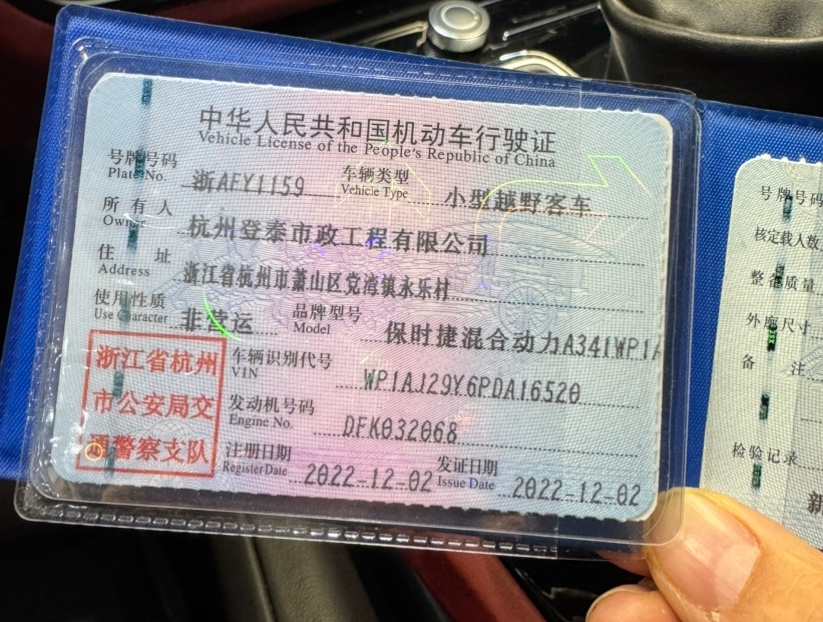 中华人民共和国机动车行驶证
Vehicle License of the People's Republic of China
号牌号码 浙AFY1159 车辆类型 小型越野客车
Plate No. Vehicle Type
所有人 杭州登泰市政工程有限公司
Owner
住址 浙江省杭州市萧山区党湾镇永乐村
Address
使用性质 非营运 品牌型号 保时捷混合动力A341WP1A
Use Character Model
浙江省杭州
市公安局交
通警察支队
车辆识别代号 WP1AJ29Y6PDA16520
VIN
发动机号码 DFK032068
Engine No.
注册日期 2022-12-02 发证日期 2022-12-02
Register Date Issue Date
号牌号码
核定载人数
整备质量
外廓尺寸
备注
检验记录